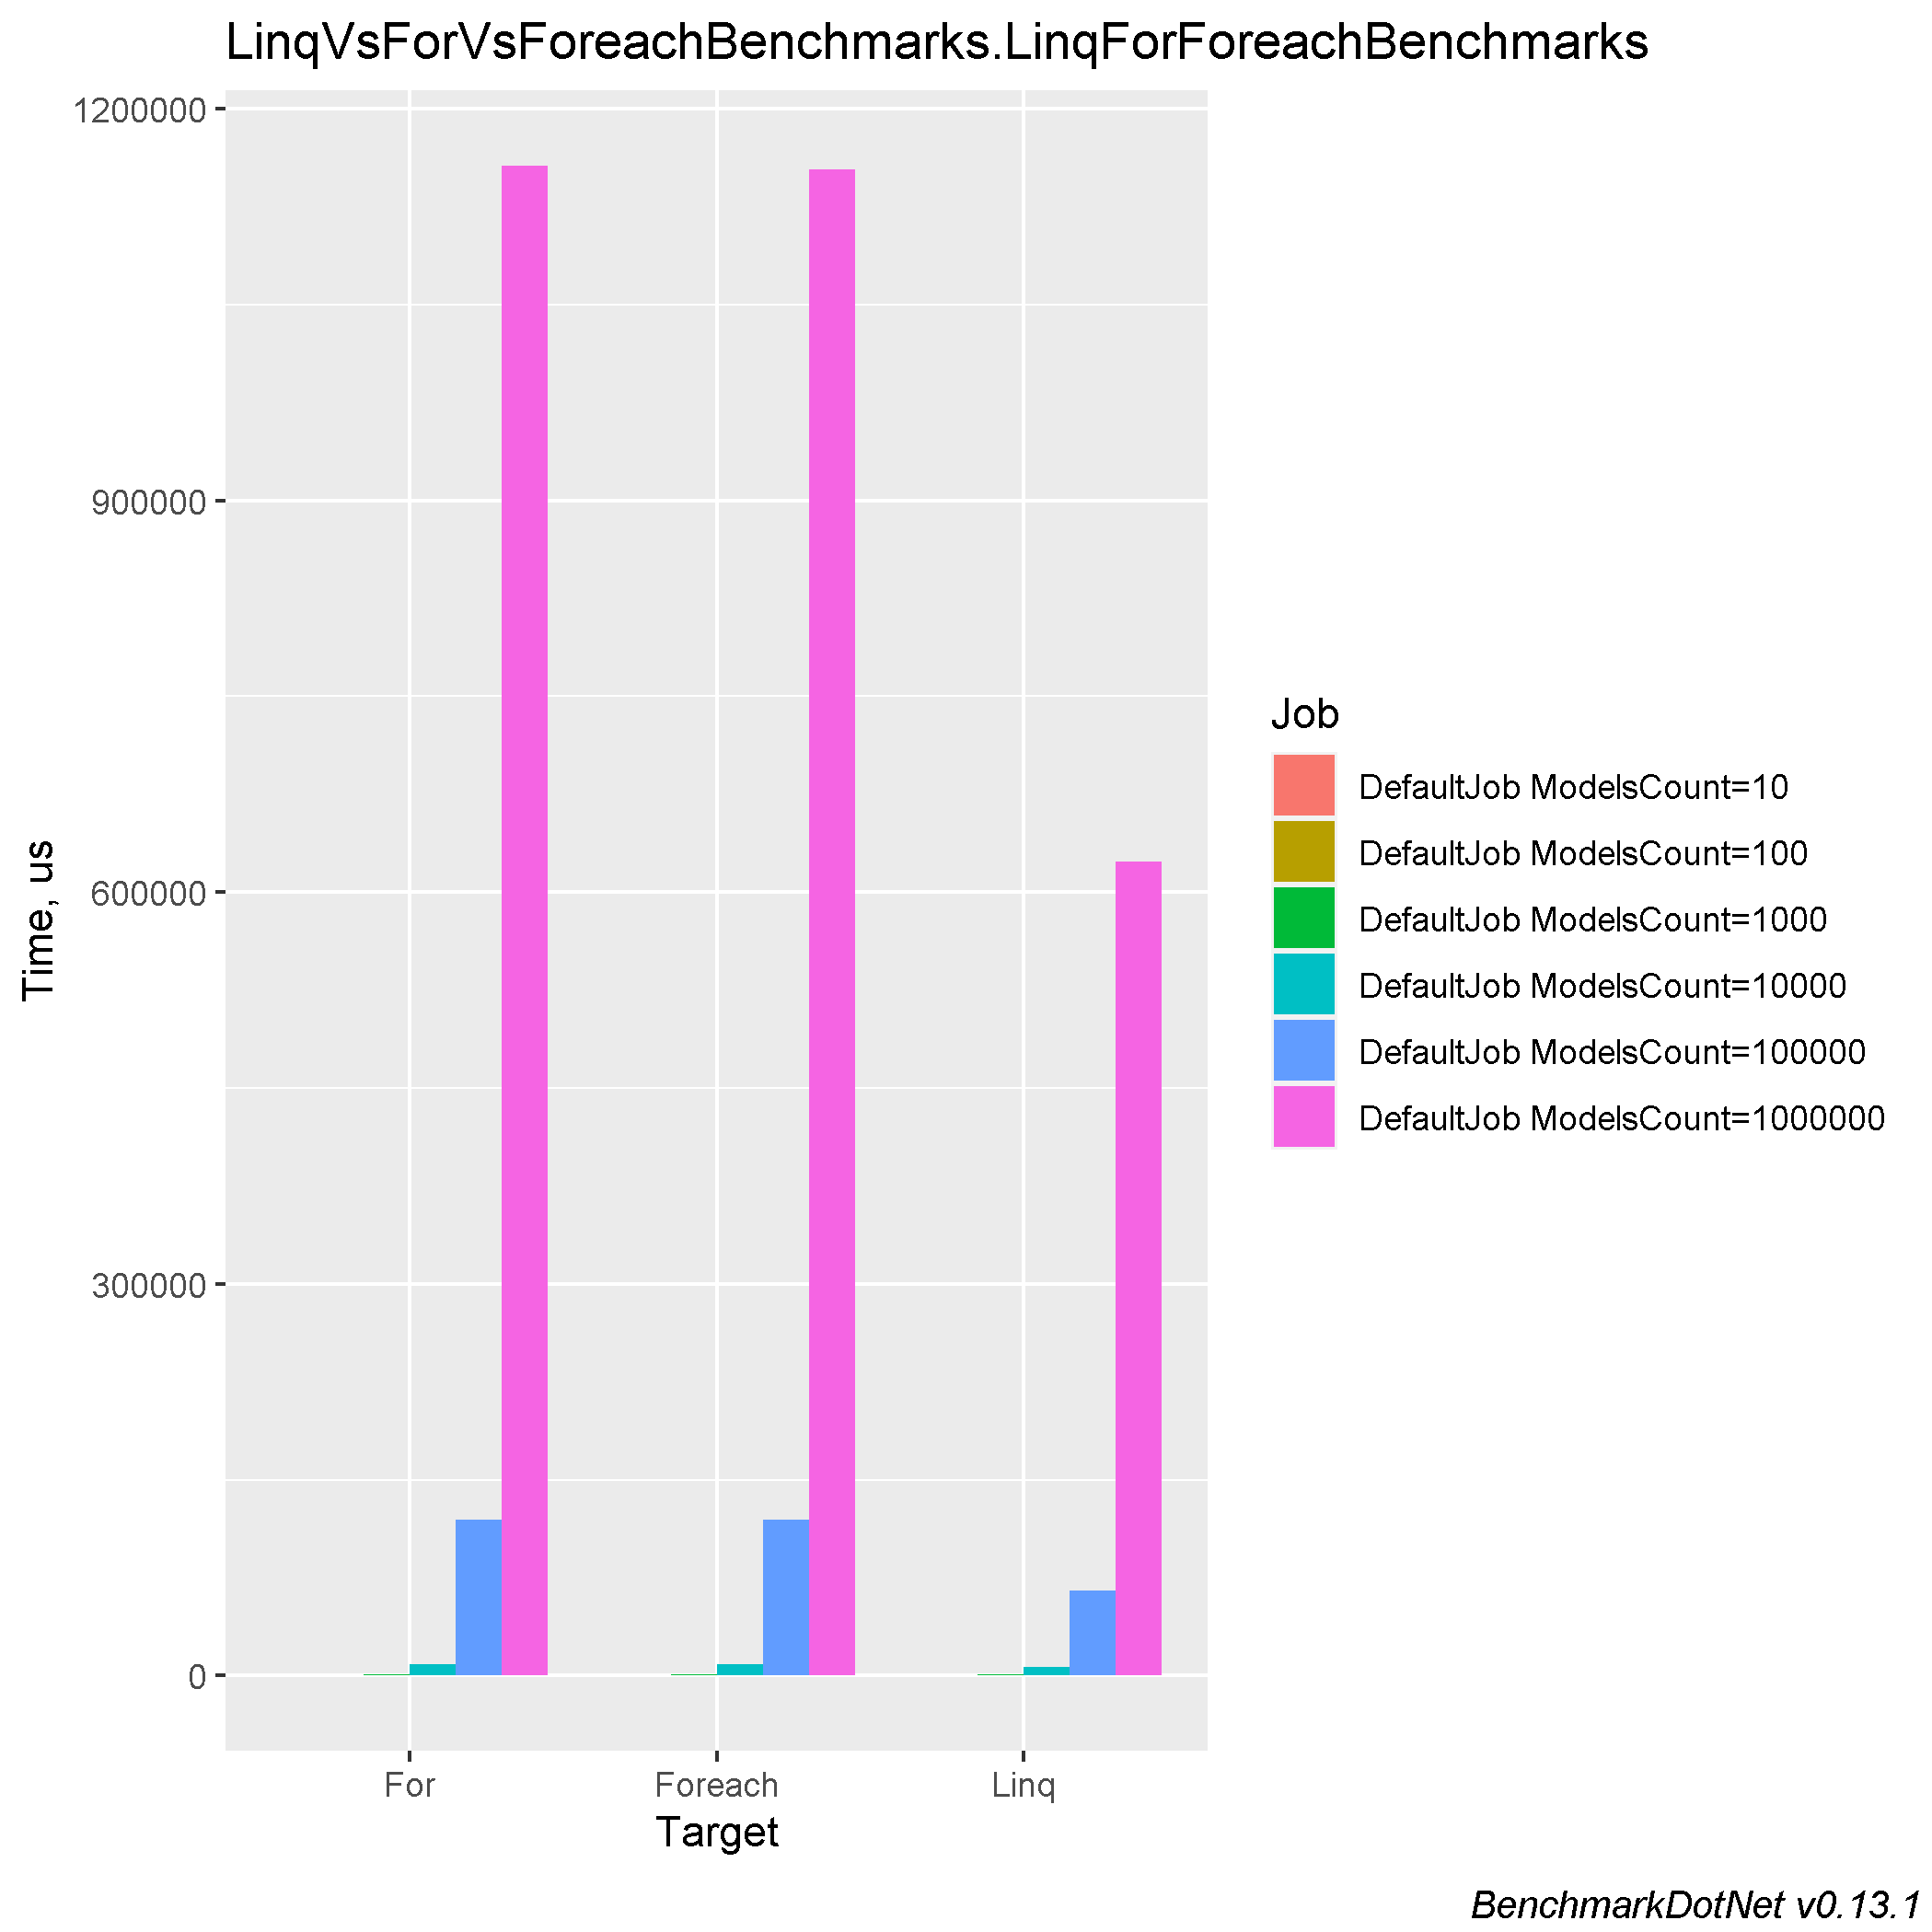 LinqVsForVsForeachBenchmarks.LinqForForeachBenchmarks
1200000
900000
600000
300000
0
Time, us
For
Foreach
Linq
Target
Job
DefaultJob ModelsCount=10
DefaultJob ModelsCount=100
DefaultJob ModelsCount=1000
DefaultJob ModelsCount=10000
DefaultJob ModelsCount=100000
DefaultJob ModelsCount=1000000
BenchmarkDotNet v0.13.1